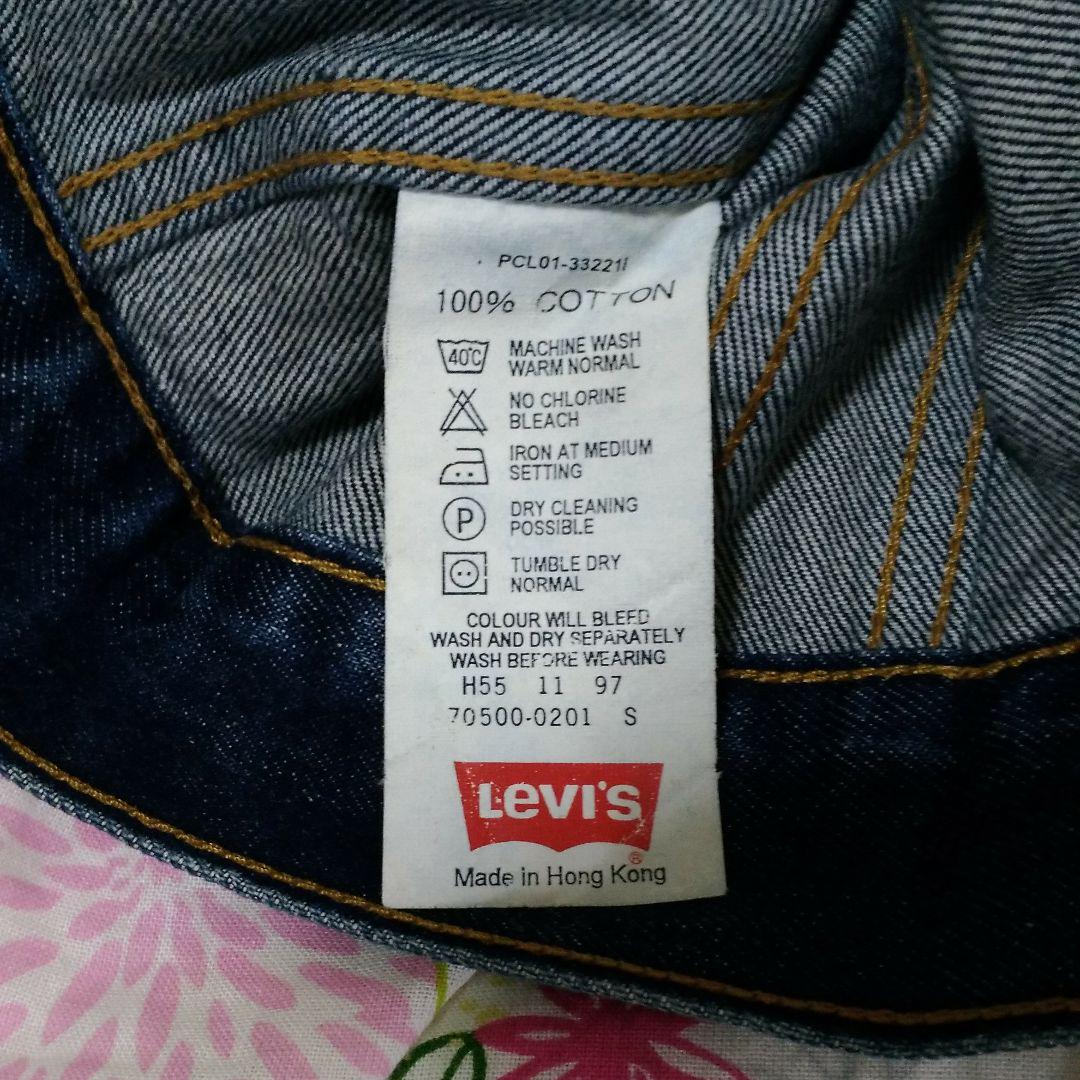 PCL01-33221I
100% COTTON
40°C
MACHINE WASH
WARM NORMAL
NO CHLORINE
BLEACH
IRON AT MEDIUM
SETTING
P
DRY CLEANING
POSSIBLE
TUMBLE DRY
NORMAL
COLOUR WILL BLEED
WASH AND DRY SEPARATELY
WASH BEFORE WEARING
H55 11 97
70500-0201 S
Levi's
®
Made in Hong Kong